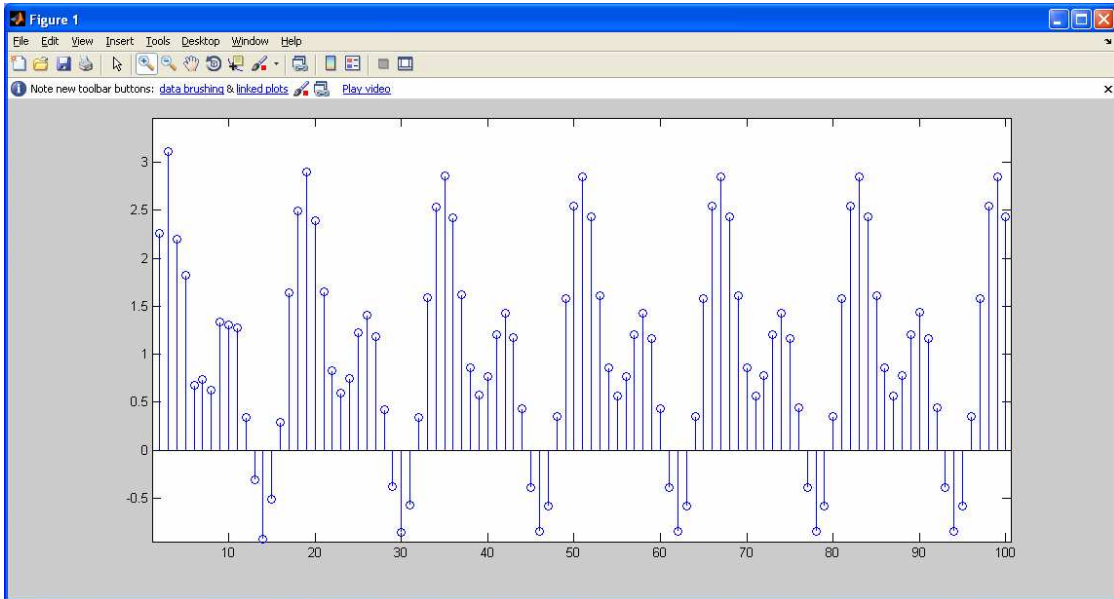 Figure 1
File Edit View Insert Tools Desktop Window Help
Note new toolbar buttons: data brushing & linked plots Play video
3
2.5
2
1.5
1
0.5
0
-0.5
10 20 30 40 50 60 70 80 90 100